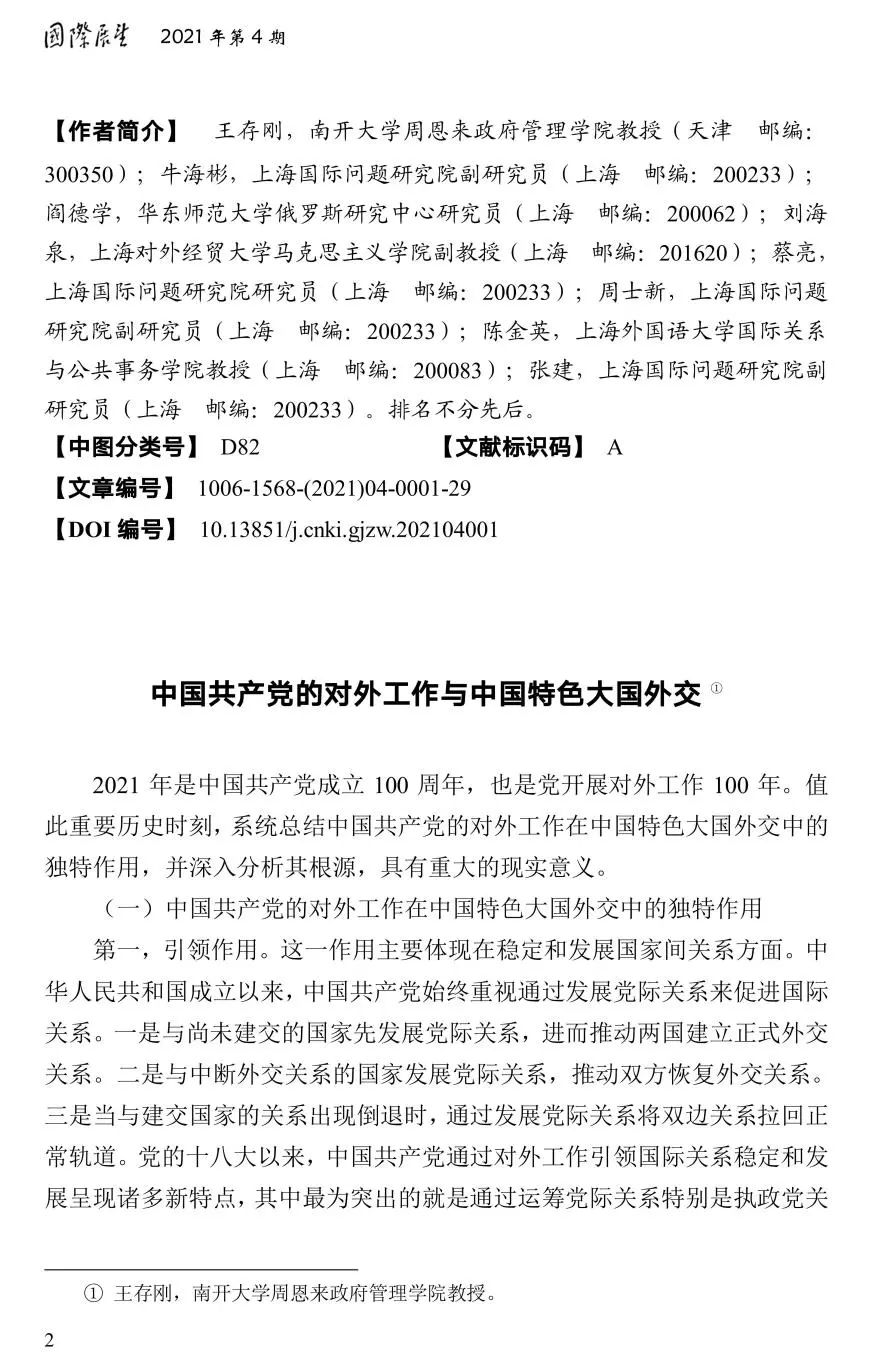 國際展望 2021 年第 4 期
【作者简介】 王存刚，南开大学周恩来政府管理学院教授（天津 邮编：
300350）；牛海彬，上海国际问题研究院副研究员（上海 邮编：200233）；
阎德学，华东师范大学俄罗斯研究中心研究员（上海 邮编：200062）；刘海
泉，上海对外经贸大学马克思主义学院副教授（上海 邮编：201620）；蔡亮，
上海国际问题研究院研究员（上海 邮编：200233）；周士新，上海国际问题
研究院副研究员（上海 邮编：200233）；陈金英，上海外国语大学国际关系
与公共事务学院教授（上海 邮编：200083）；张建，上海国际问题研究院副
研究员（上海 邮编：200233）。排名不分先后。
【中图分类号】 D82 【文献标识码】 A
【文章编号】 1006-1568-(2021)04-0001-29
【DOI 编号】 10.13851/j.cnki.gjzw.202104001
中国共产党的对外工作与中国特色大国外交 ①
2021 年是中国共产党成立 100 周年，也是党开展对外工作 100 年。值
此重要历史时刻，系统总结中国共产党的对外工作在中国特色大国外交中的
独特作用，并深入分析其根源，具有重大的现实意义。
（一）中国共产党的对外工作在中国特色大国外交中的独特作用
第一，引领作用。这一作用主要体现在稳定和发展国家间关系方面。中
华人民共和国成立以来，中国共产党始终重视通过发展党际关系来促进国际
关系。一是与尚未建交的国家先发展党际关系，进而推动两国建立正式外交
关系。二是与中断外交关系的国家发展党际关系，推动双方恢复外交关系。
三是当与建交国家的关系出现倒退时，通过发展党际关系将双边关系拉回正
常轨道。党的十八大以来，中国共产党通过对外工作引领国际关系稳定和发
展呈现诸多新特点，其中最为突出的就是通过运筹党际关系特别是执政党关
① 王存刚，南开大学周恩来政府管理学院教授。
2